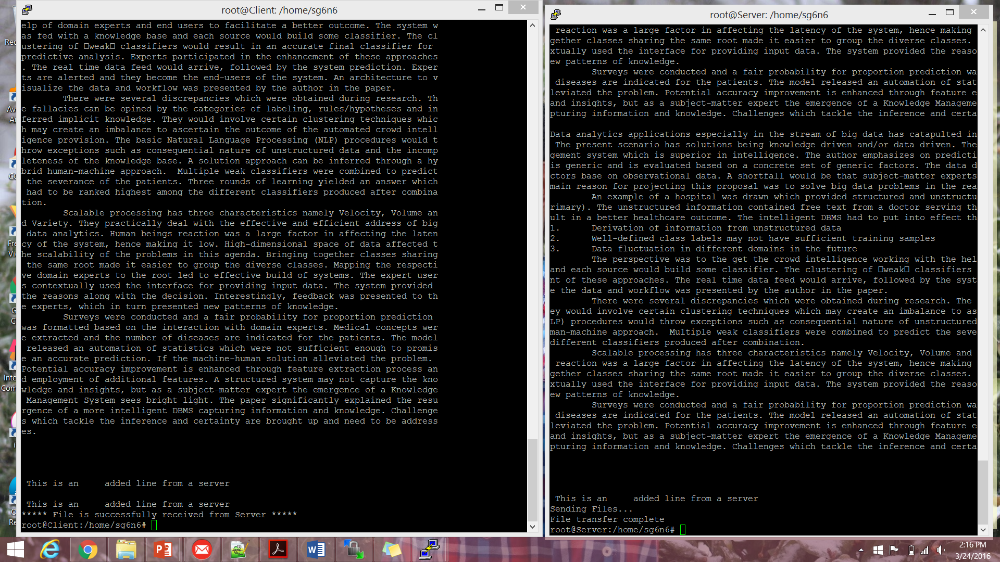 root@Client: /home/sg6n6
elp of domain experts and end users to facilitate a better outcome. The system w
as fed with a knowledge base and each source would build some classifier. The cl
ustering of □weak□ classifiers would result in an accurate final classifier for
predictive analysis. Experts participated in the enhancement of these approaches
. The real time data feed would arrive, followed by the system prediction. Exper
ts are alerted and they become the end-users of the system. An architecture to v
isualize the data and workflow was presented by the author in the paper.
There were several discrepancies which were obtained during research. Th
e fallacies can be opined by the categories of labeling, rules/hypotheses and in
ferred implicit knowledge. They would involve certain clustering techniques whic
h may create an imbalance to ascertain the outcome of the automated crowd intell
igence provision. The basic Natural Language Processing (NLP) procedures would t
hrow exceptions such as consequential nature of unstructured data and the incomp
leteness of the knowledge base. A solution approach can be inferred through a hy
brid human-machine approach.  Multiple weak classifiers were combined to predict
the severance of the patients. Three rounds of learning yielded an answer which
had to be ranked highest among the different classifiers produced after combina
tion.
Scalable processing has three characteristics namely Velocity, Volume an
d Variety. They practically deal with the effective and efficient address of big
data analytics. Human beings reaction was a large factor in affecting the laten
cy of the system, hence making it low. High-dimensional space of data affected t
he scalability of the problems in this agenda. Bringing together classes sharing
the same root made it easier to group the diverse classes. Mapping the respecti
ve domain experts to the root led to effective build of systems. The expert user
s contextually used the interface for providing input data. The system provided
the reasons along with the decision. Interestingly, feedback was presented to th
e experts, which in turn presented new patterns of knowledge.
Surveys were conducted and a fair probability for proportion prediction
was formatted based on the interaction with domain experts. Medical concepts wer
e extracted and the number of diseases are indicated for the patients. The model
released an automation of statistics which were not sufficient enough to promis
e an accurate prediction. If the machine-human solution alleviated the problem.
Potential accuracy improvement is enhanced through feature extraction process an
d employment of additional features. A structured system may not capture the kno
wledge and insights, but as a subject-matter expert the emergence of a Knowledge
Management System sees bright light. The paper significantly explained the resu
rgence of a more intelligent DBMS capturing information and knowledge. Challenge
s which tackle the inference and certainty are brought up and need to be address
es.
This is an     added line from a server
This is an     added line from a server
***** File is successfully received from Server *****
root@Client:/home/sg6n6#
root@Server: /home/sg6n6
reaction was a large factor in affecting the latency of the system, hence making
gether classes sharing the same root made it easier to group the diverse classes.
xtually used the interface for providing input data. The system provided the reaso
ew patterns of knowledge.
Surveys were conducted and a fair probability for proportion prediction wa
diseases are indicated for the patients. The model released an automation of stat
leviated the problem. Potential accuracy improvement is enhanced through feature e
and insights, but as a subject-matter expert the emergence of a Knowledge Manageme
pturing information and knowledge. Challenges which tackle the inference and certa
Data analytics applications especially in the stream of big data has catapulted in
The present scenario has solutions being knowledge driven and/or data driven. The
gement system which is superior in intelligence. The author emphasizes on predicti
is generic and is evaluated based on a concrete set of generic factors. The data d
ctors base on observational data. A shortfall would be that subject-matter experts
main reason for projecting this proposal was to solve big data problems in the rea
An example of a hospital was drawn which provided structured and unstructu
rimary). The unstructured information contained free text from a doctor serving th
ult in a better healthcare outcome. The intelligent DBMS had to put into effect th
1.      Derivation of information from unstructured data
2.      Well-defined class labels may not have sufficient training samples
3.      Data fluctuation in different domains in the future
The perspective was to the get the crowd intelligence working with the hel
and each source would build some classifier. The clustering of □weak□ classifiers
nt of these approaches. The real time data feed would arrive, followed by the syst
e the data and workflow was presented by the author in the paper.
There were several discrepancies which were obtained during research. The
ey would involve certain clustering techniques which may create an imbalance to as
LP) procedures would throw exceptions such as consequential nature of unstructured
man-machine approach.  Multiple weak classifiers were combined to predict the seve
different classifiers produced after combination.
Scalable processing has three characteristics namely Velocity, Volume and
reaction was a large factor in affecting the latency of the system, hence making
gether classes sharing the same root made it easier to group the diverse classes.
xtually used the interface for providing input data. The system provided the reaso
ew patterns of knowledge.
Surveys were conducted and a fair probability for proportion prediction wa
diseases are indicated for the patients. The model released an automation of stat
leviated the problem. Potential accuracy improvement is enhanced through feature e
and insights, but as a subject-matter expert the emergence of a Knowledge Manageme
pturing information and knowledge. Challenges which tackle the inference and certa
This is an     added line from a server
Sending Files...
File transfer complete
root@Server:/home/sg6n6#
2:16 PM
3/24/2016